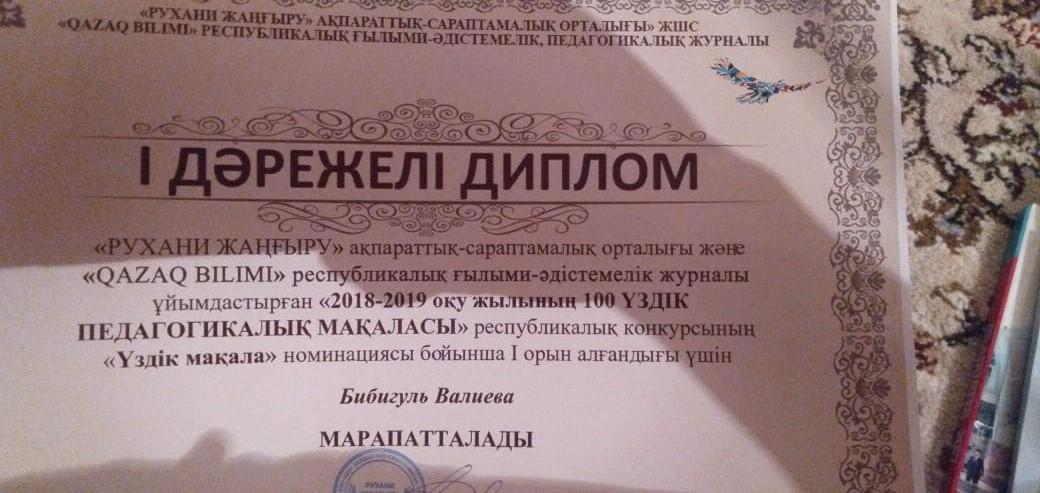 «РУХАНИ ЖАҢҒЫРУ» АҚПАРАТТЫҚ-САРАПТАМАЛЫҚ ОРТАЛЫҒЫ» ЖШС
«QAZAQ BILIMI» РЕСПУБЛИКАЛЫҚ ҒЫЛЫМИ-ӘДІСТЕМЕЛІК, ПЕДАГОГИКАЛЫҚ ЖУРНАЛЫ
І ДӘРЕЖЕЛІ ДИПЛОМ
«РУХАНИ ЖАҢҒЫРУ» ақпараттық-сараптамалық орталығы және
«QAZAQ BILIMI» республикалық ғылыми-әдістемелік журналы
ұйымдастырған «2018-2019 оқу жылының 100 ҮЗДІК
ПЕДАГОГИКАЛЫҚ МАҚАЛАСЫ» республикалық конкурсының
«Үздік мақала» номинациясы бойынша І орын алғандығы үшін
Бибигуль Валиева
МАРАПАТТАЛАДЫ
РУХАНИ